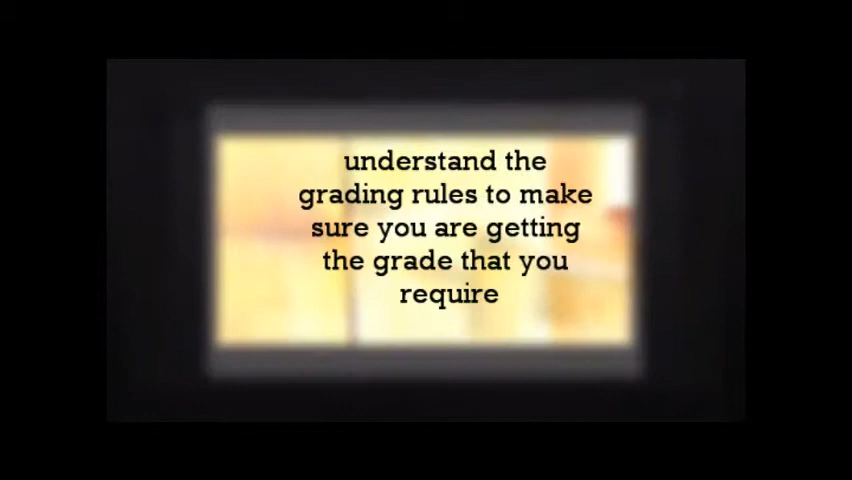 understand the
grading rules to make
sure you are getting
the grade that you
require